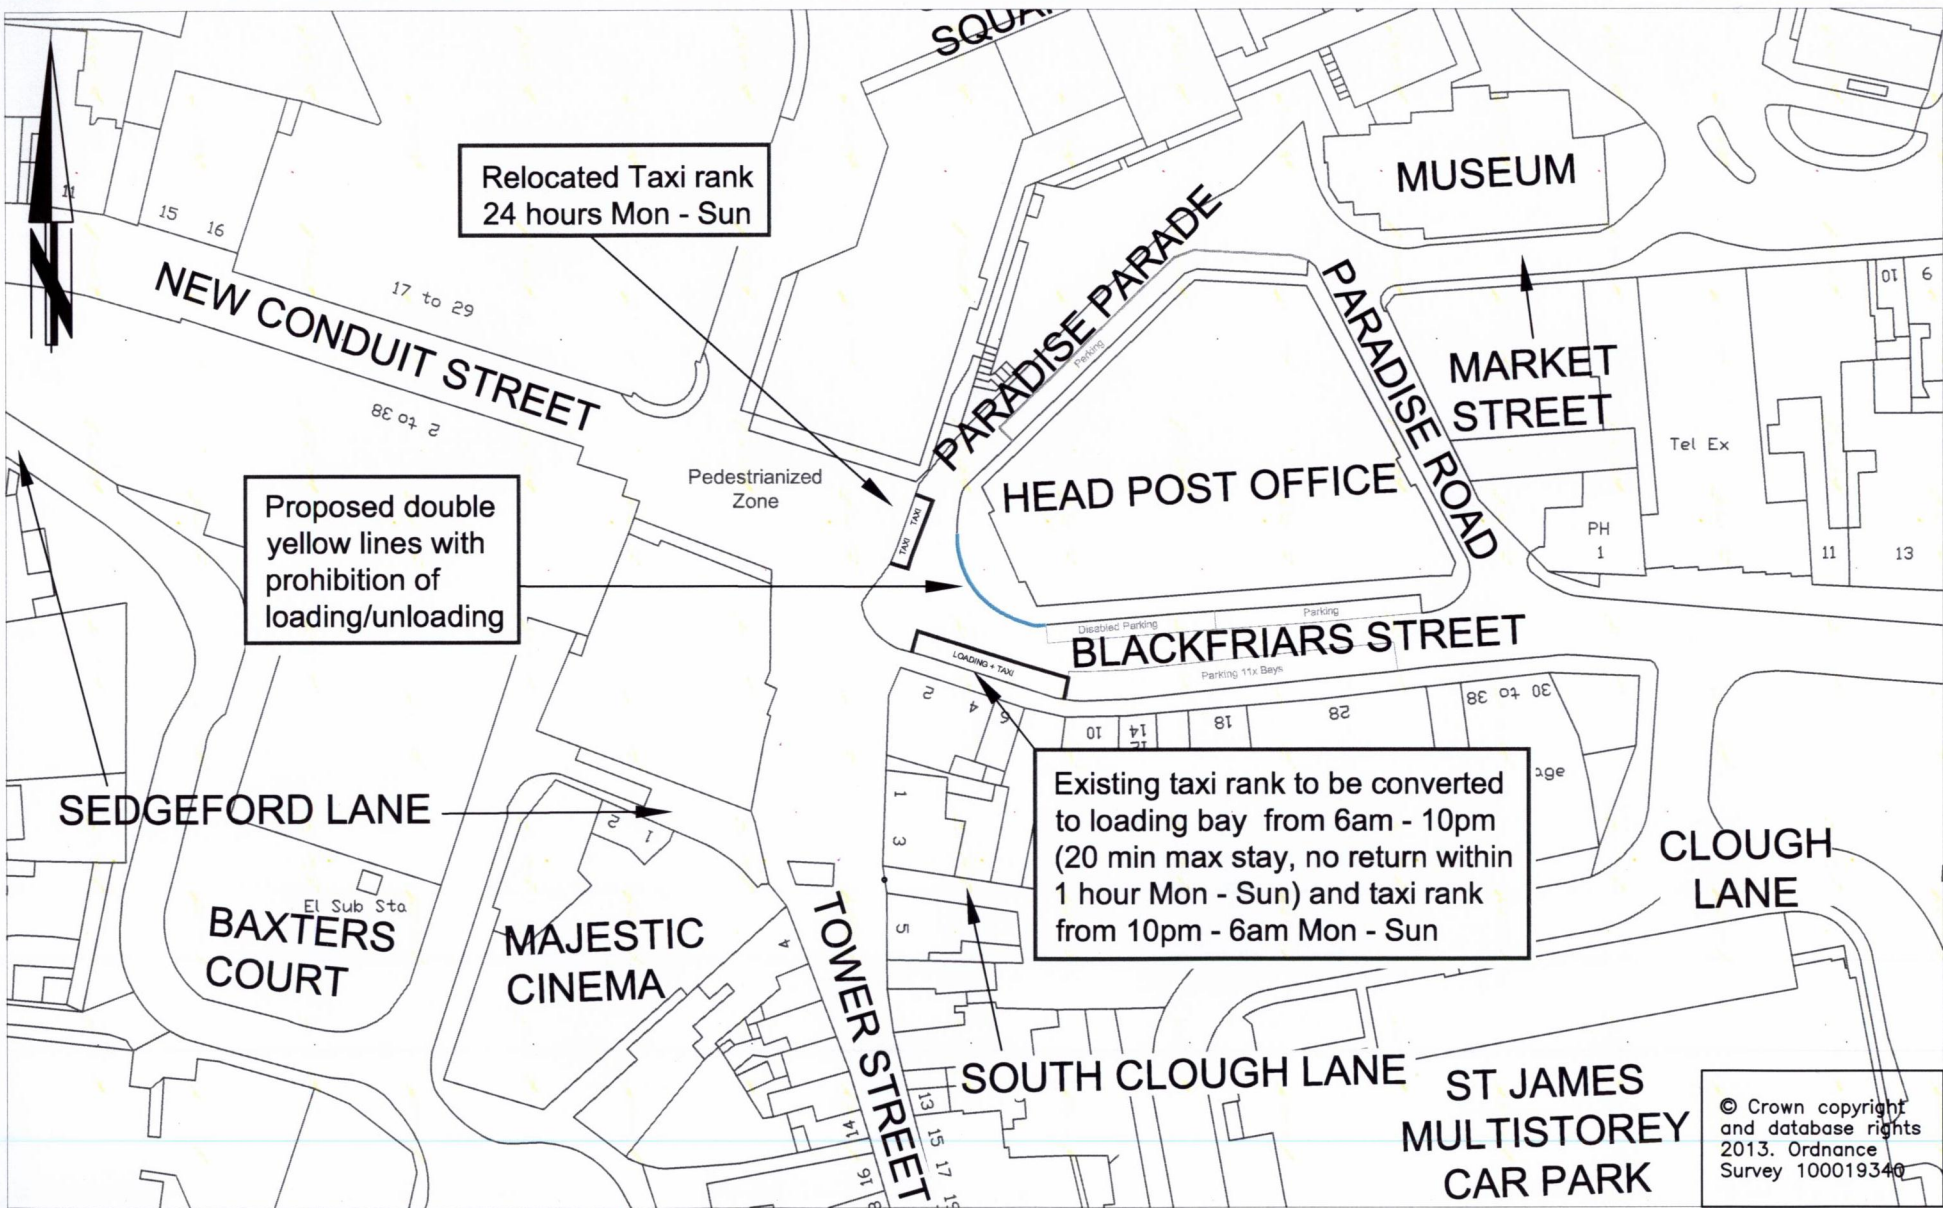 SQUA
MUSEUM
Relocated Taxi rank
24 hours Mon - Sun
11
15
16
17 to 29
NEW CONDUIT STREET
2 to 38
N
PARADISE PARADE
Parking
PARADISE ROAD
MARKET
STREET
10
9
Tel Ex
PH
1
11
13
Pedestrianized
Zone
HEAD POST OFFICE
TAXI
TAXI
Proposed double
yellow lines with
prohibition of
loading/unloading
Disabled Parking
Parking
BLACKFRIARS STREET
LOADING + TAXI
Parking 11x Bays
2
4
6
10
14
12
18
28
30 to 38
Existing taxi rank to be converted
to loading bay from 6am - 10pm
(20 min max stay, no return within
1 hour Mon - Sun) and taxi rank
from 10pm - 6am Mon - Sun
age
SEDGEFORD LANE
2
1
1
3
5
CLOUGH
LANE
El Sub Sta
BAXTERS
COURT
MAJESTIC
CINEMA
4
TOWER STREET
SOUTH CLOUGH LANE
13
15
17
14
16
ST JAMES
MULTISTOREY
CAR PARK
© Crown copyright
and database rights
2013. Ordnance
Survey 100019340